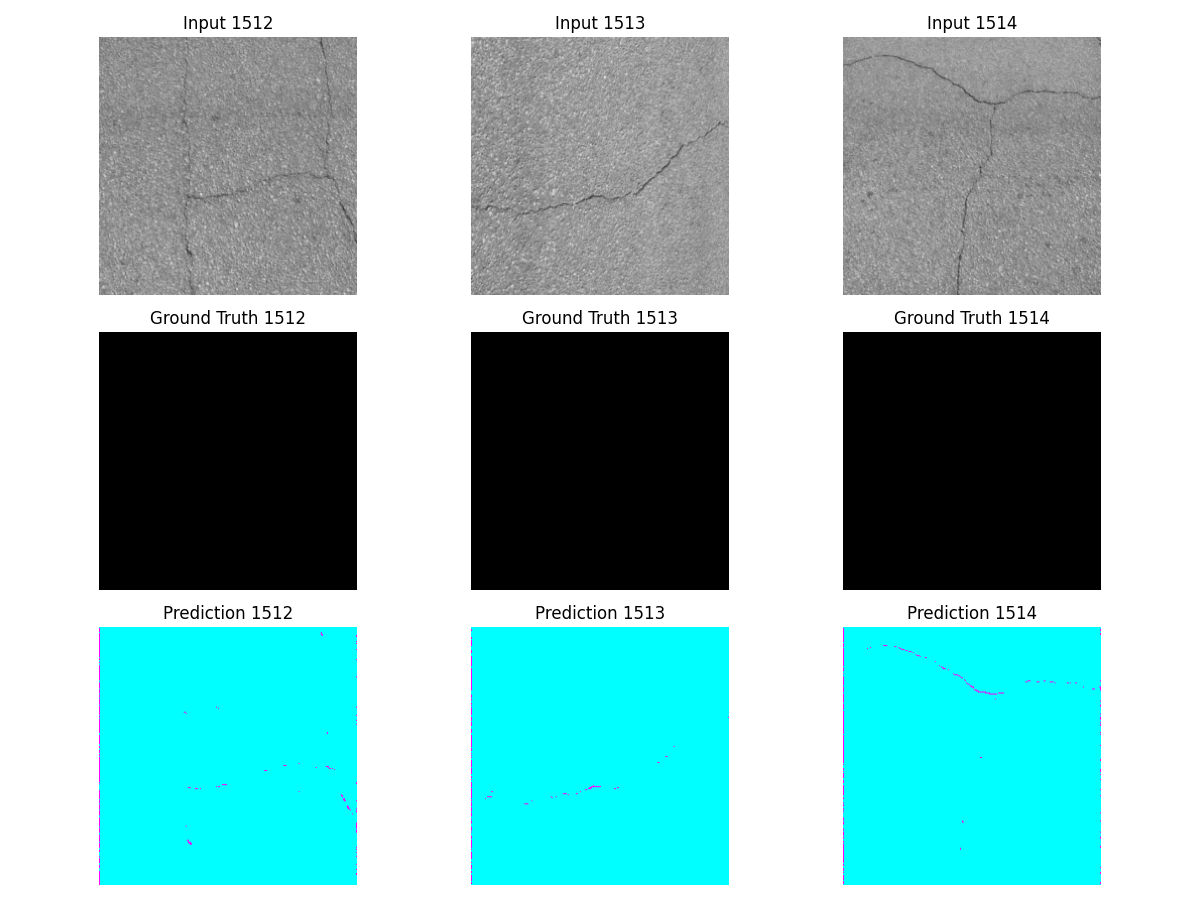 Input 1512
Input 1513
Input 1514
Ground Truth 1512
Ground Truth 1513
Ground Truth 1514
Prediction 1512
Prediction 1513
Prediction 1514